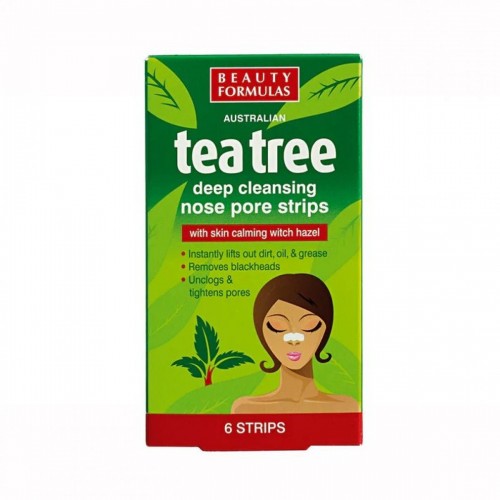 BEAUTY
FORMULAS
AUSTRALIAN
tea tree
deep cleansing
nose pore strips
with skin calming witch hazel
• Instantly lifts out dirt, oil, & grease
• Removes blackheads
• Unclogs &
tightens pores
6 STRIPS